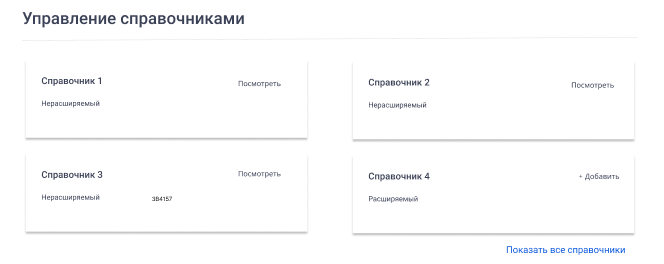 Управление справочниками
Справочник 1
Посмотреть
Нерасширяемый
Справочник 2
Посмотреть
Нерасширяемый
Справочник 3
Посмотреть
Нерасширяемый
3B4157
Справочник 4
+ Добавить
Расширяемый
Показать все справочники